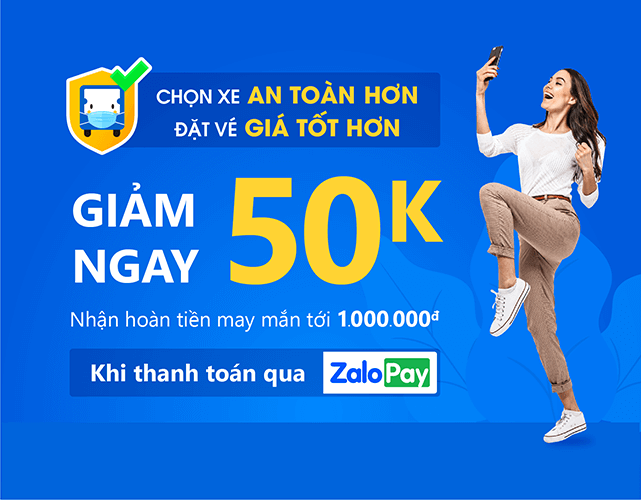 CHỌN XE AN TOÀN HƠN
ĐẶT VÉ GIÁ TỐT HƠN
GIẢM
NGAY
50K
Nhận hoàn tiền may mắn tới 1.000.000đ
Khi thanh toán qua ZaloPay